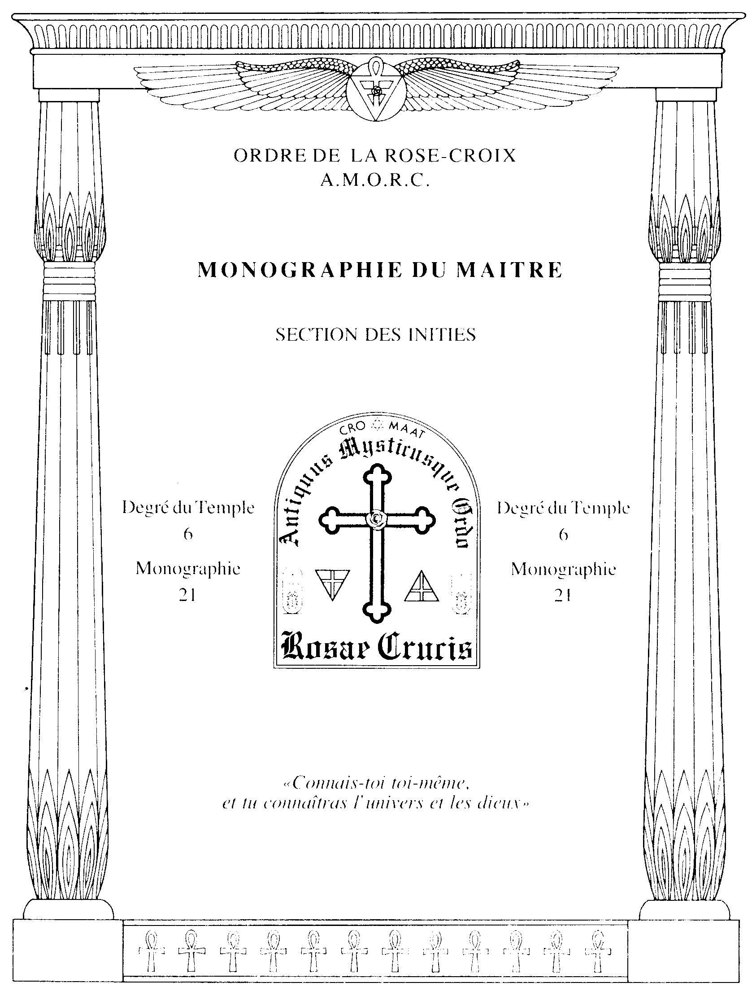 ORDRE DE LA ROSE-CROIX
A.M.O.R.C.
MONOGRAPHIE DU MAITRE
SECTION DES INITIES
CRO MAAT
Antiquus Mysticusque Ordo
Degré du Temple
6
Monographie
21
Degré du Temple
6
Monographie
21
Rosae Crucis
«Connais-toi toi-même,
et tu connaîtras l'univers et les dieux»